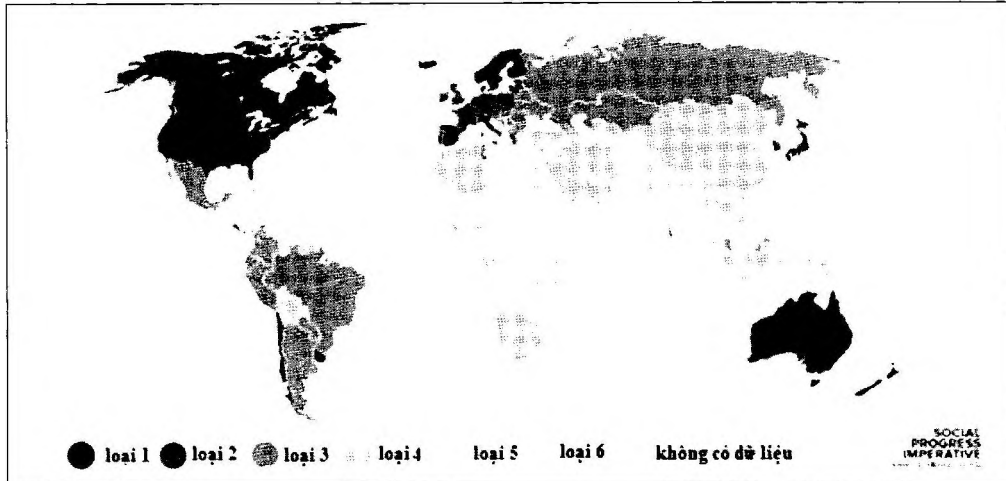 loại 1 loại 2 loại 3 loại 4 loại 5 loại 6 không có dữ liệu
SOCIAL
PROGRESS
IMPERATIVE